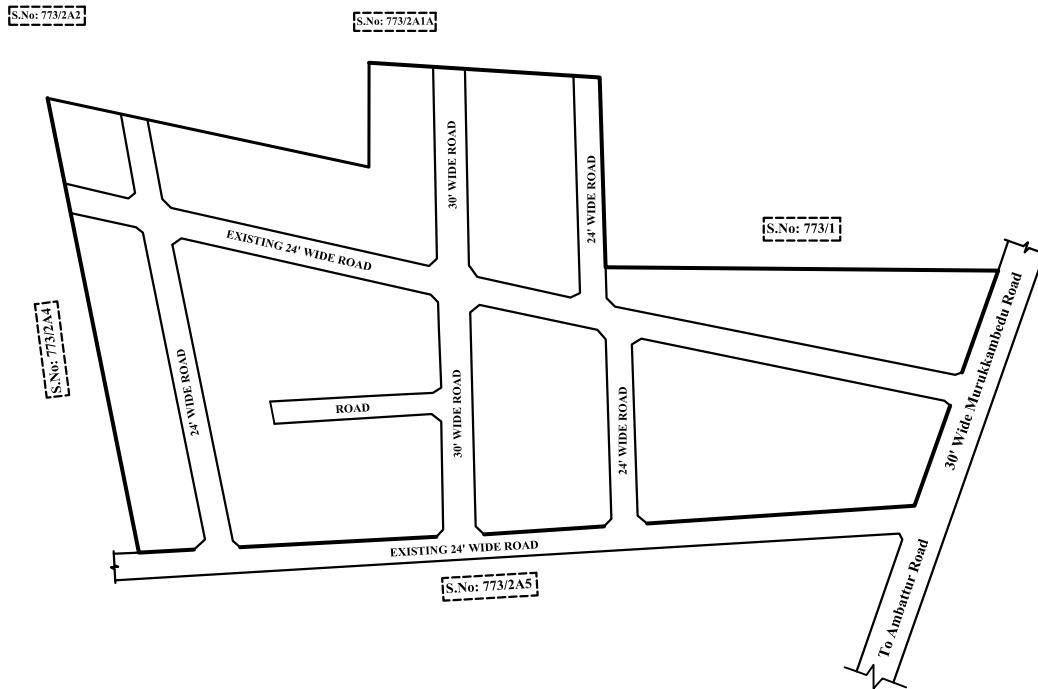 S.No: 773/2A2
S.No: 773/2A1A
30' WIDE ROAD
24' WIDE ROAD
S.No: 773/1
EXISTING 24' WIDE ROAD
30' Wide Murukkambedu Road
S.No: 773/2A4
24' WIDE ROAD
ROAD
30' WIDE ROAD
24' WIDE ROAD
EXISTING 24' WIDE ROAD
S.No: 773/2A5
To Ambattur Road